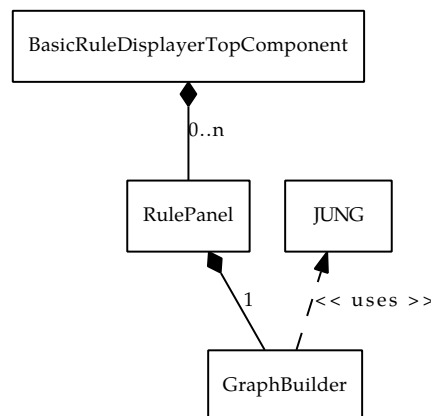 BasicRuleDisplayerTopComponent
0..n
RulePanel
JUNG
1
<< uses >>
GraphBuilder